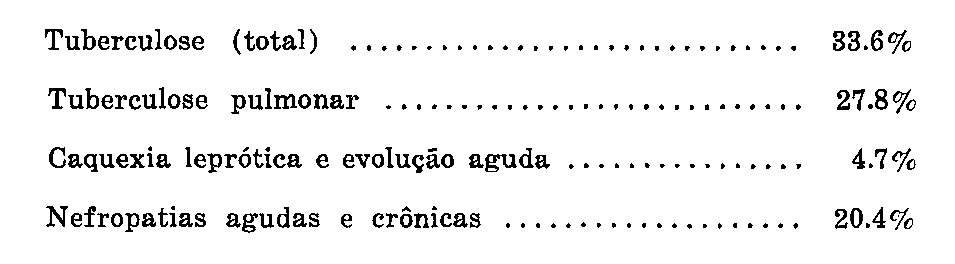 Tuberculose (total) .............................. 33.6%
Tuberculose pulmonar ............................ 27.8%
Caquexia leprótica e evolução aguda ................ 4.7%
Nefropatias agudas e crônicas .................... 20.4%